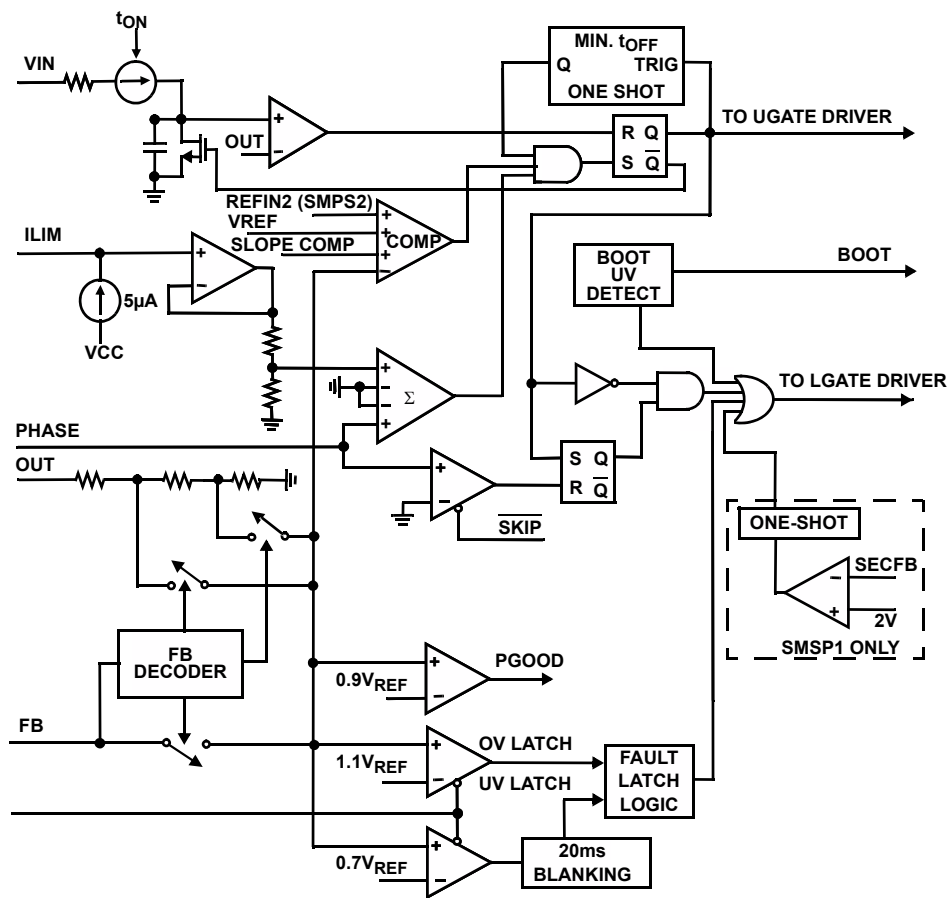 tON
VIN
MIN. tOFF
Q TRIG
ONE SHOT
TO UGATE DRIVER
+
OUT
−
R Q
S Q
REFIN2 (SMPS2)
VREF
SLOPE COMP
+
+
+
−
COMP
ILIM
+
−
5µA
VCC
BOOT
UV
DETECT
BOOT
+
−
−
+
Σ
TO LGATE DRIVER
PHASE
OUT
+
−
SKIP
S Q
R Q
ONE-SHOT
−
SECFB
+
2V
SMSP1 ONLY
FB
DECODER
+
0.9VREF
−
PGOOD
FB
+
1.1VREF
−
OV LATCH
UV LATCH
FAULT
LATCH
LOGIC
+
0.7VREF
−
20ms
BLANKING